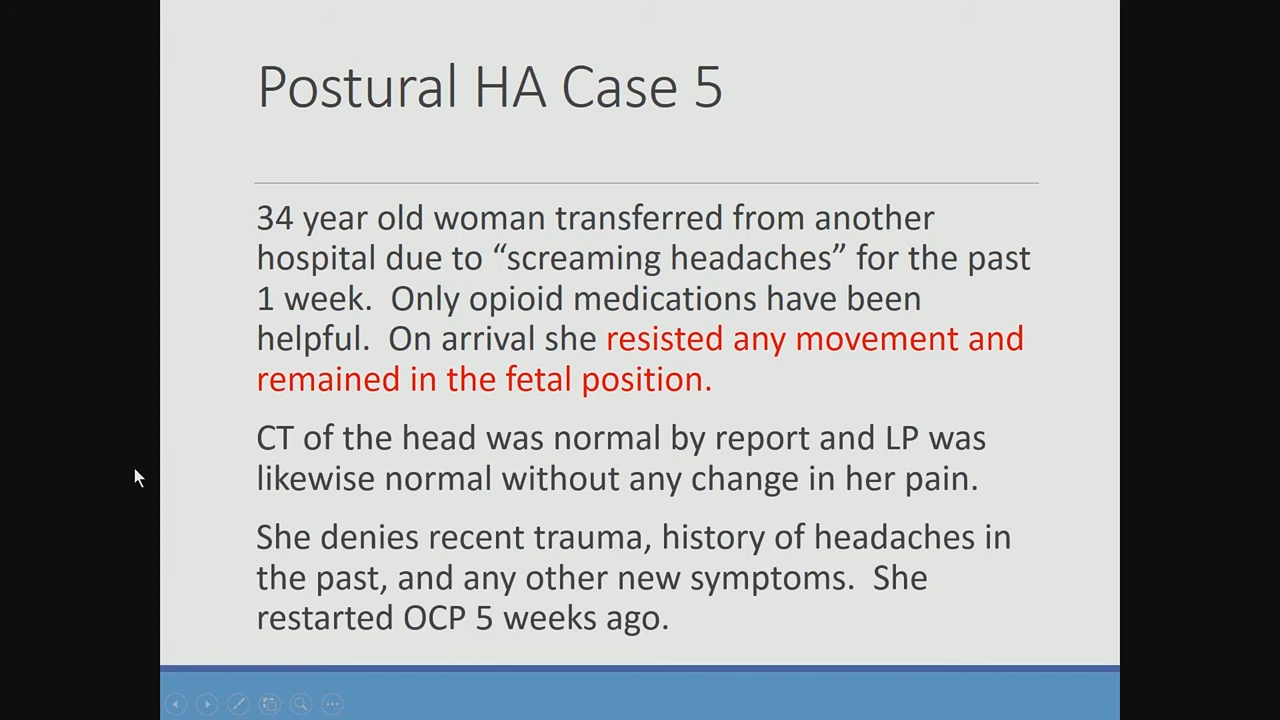 Postural HA Case 5
34 year old woman transferred from another
hospital due to “screaming headaches” for the past
1 week.  Only opioid medications have been
helpful.  On arrival she resisted any movement and
remained in the fetal position.
CT of the head was normal by report and LP was
likewise normal without any change in her pain.
She denies recent trauma, history of headaches in
the past, and any other new symptoms.  She
restarted OCP 5 weeks ago.